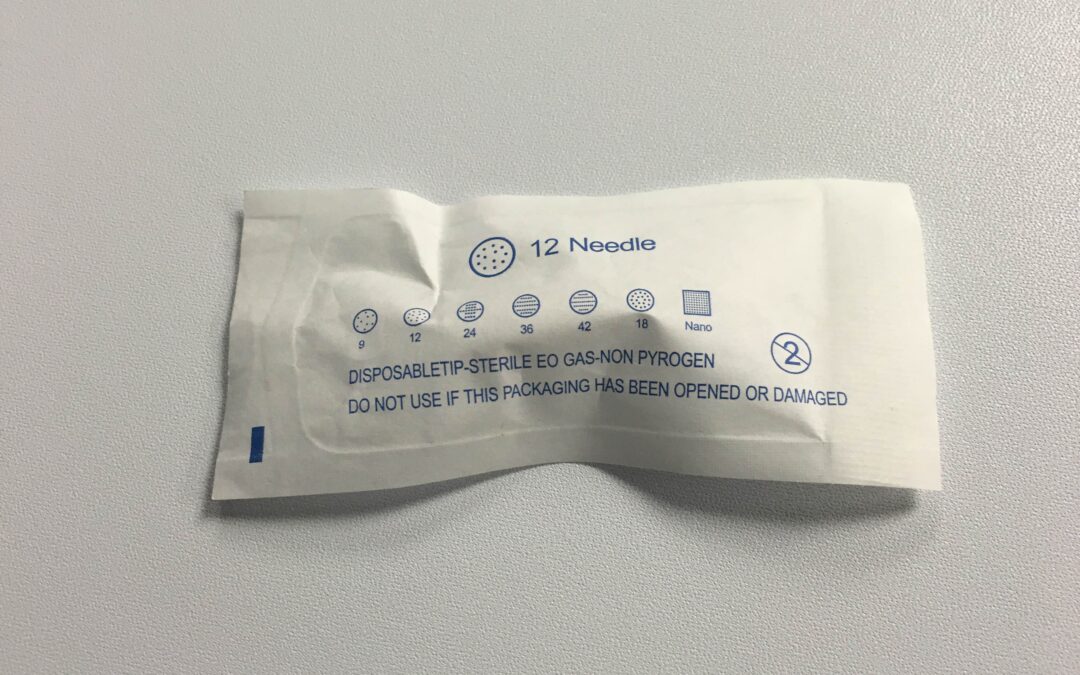 12 Needle
9 12 24 36 42 18 Nano
DISPOSABLETIP-STERILE EO GAS-NON PYROGEN
2
DO NOT USE IF THIS PACKAGING HAS BEEN OPENED OR DAMAGED